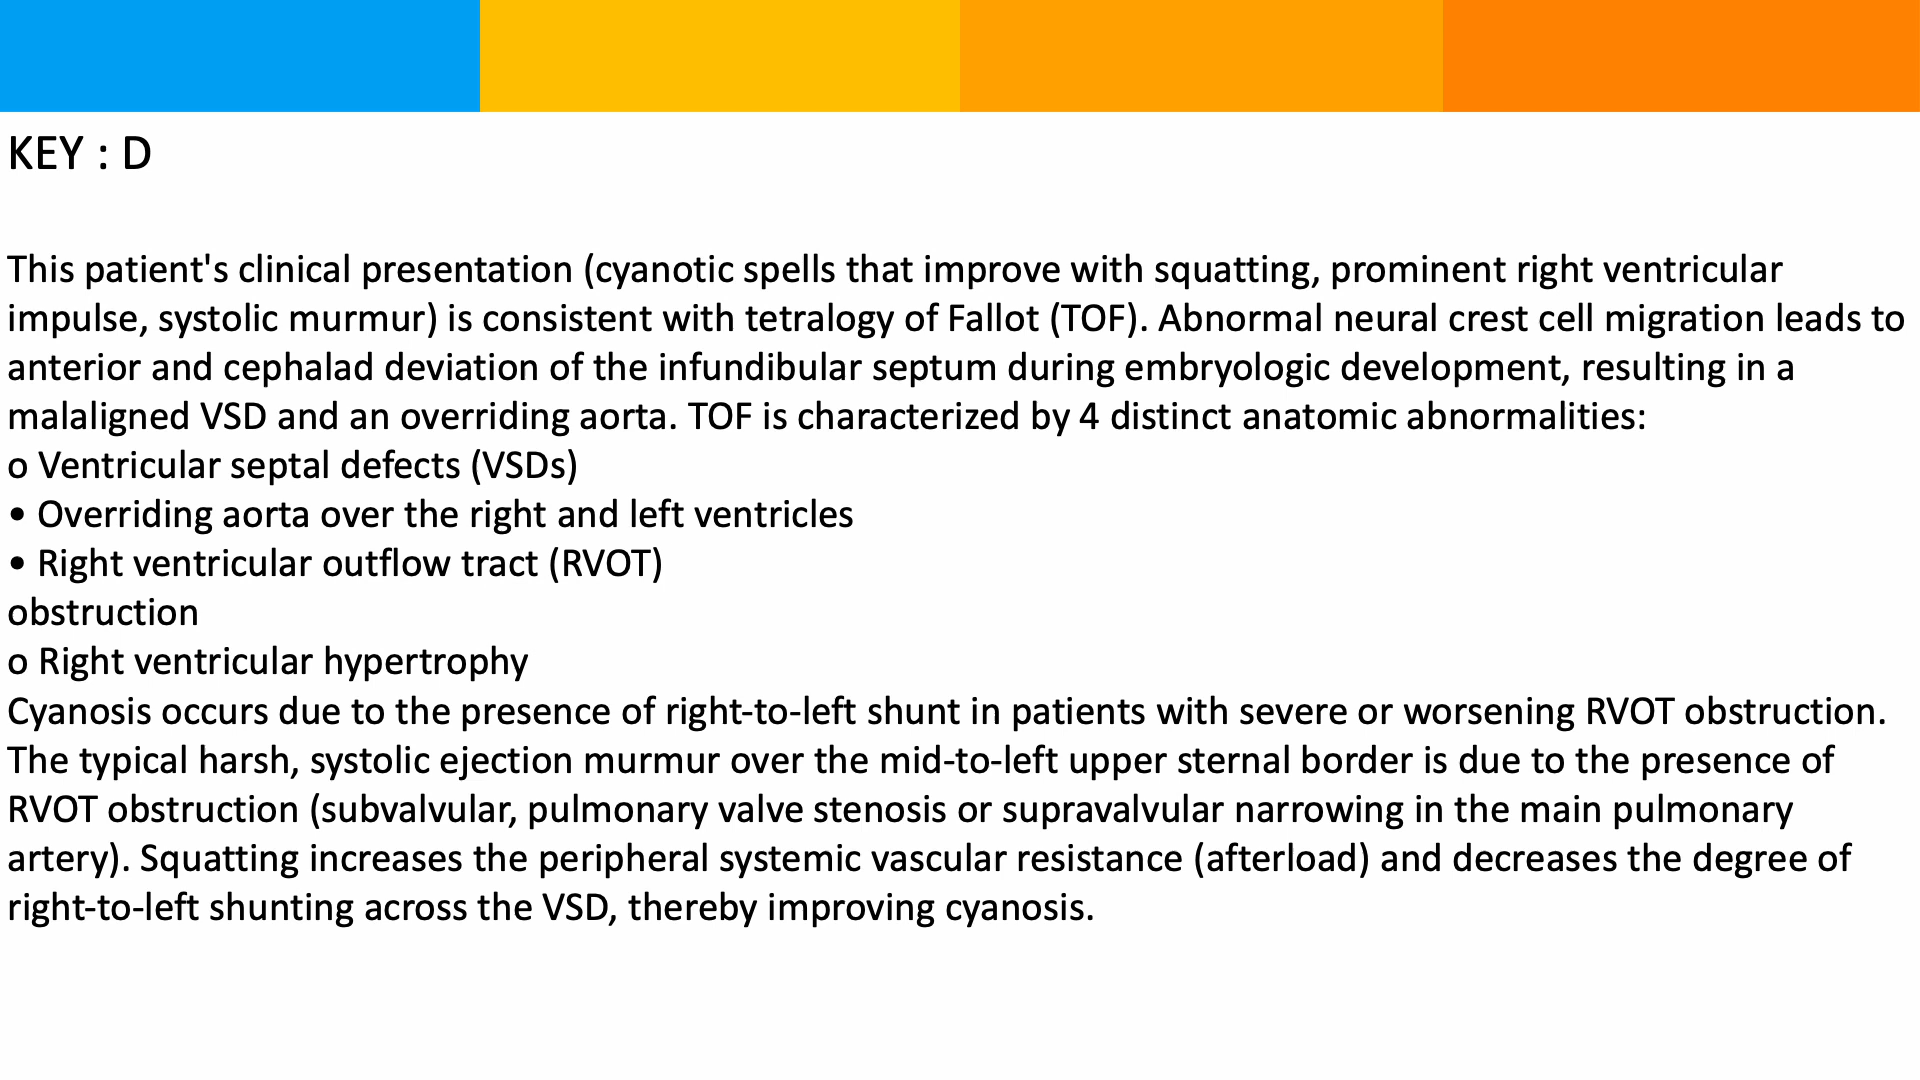 KEY : D
This patient's clinical presentation (cyanotic spells that improve with squatting, prominent right ventricular
impulse, systolic murmur) is consistent with tetralogy of Fallot (TOF). Abnormal neural crest cell migration leads to
anterior and cephalad deviation of the infundibular septum during embryologic development, resulting in a
malaligned VSD and an overriding aorta. TOF is characterized by 4 distinct anatomic abnormalities:
o Ventricular septal defects (VSDs)
• Overriding aorta over the right and left ventricles
• Right ventricular outflow tract (RVOT)
obstruction
o Right ventricular hypertrophy
Cyanosis occurs due to the presence of right-to-left shunt in patients with severe or worsening RVOT obstruction.
The typical harsh, systolic ejection murmur over the mid-to-left upper sternal border is due to the presence of
RVOT obstruction (subvalvular, pulmonary valve stenosis or supravalvular narrowing in the main pulmonary
artery). Squatting increases the peripheral systemic vascular resistance (afterload) and decreases the degree of
right-to-left shunting across the VSD, thereby improving cyanosis.